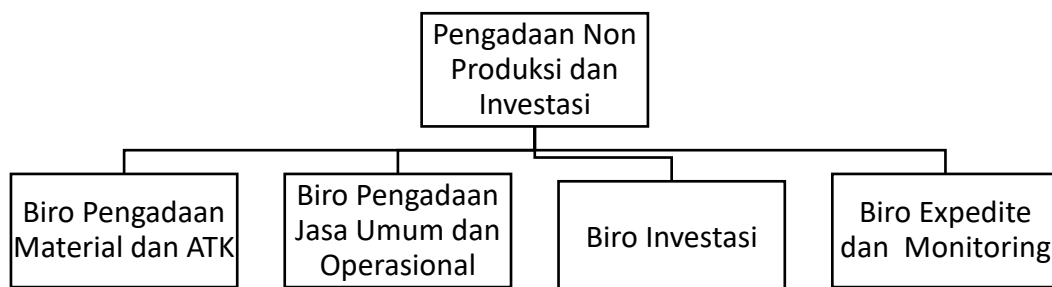 Pengadaan Non
Produksi dan
Investasi
Biro Pengadaan
Material dan ATK
Biro Pengadaan
Jasa Umum dan
Operasional
Biro Investasi
Biro Expedite
dan  Monitoring